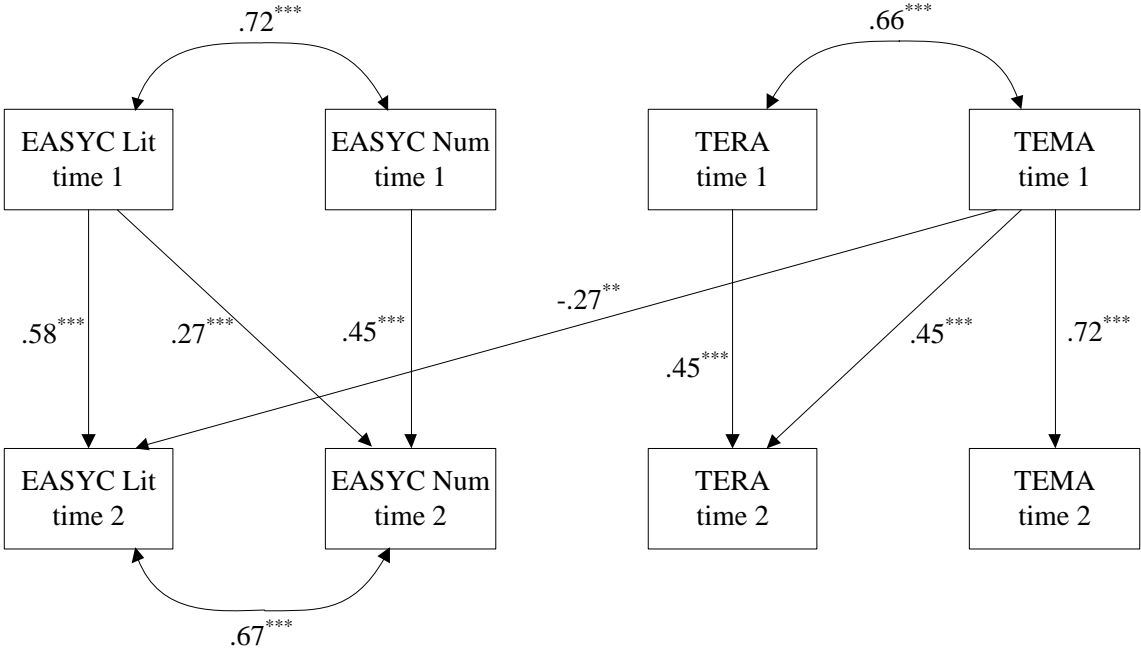 .72***
.66***
EASYC Lit
time 1
EASYC Num
time 1
TERA
time 1
TEMA
time 1
-.27**
.58***
.27***
.45***
.45***
.45***
.72***
EASYC Lit
time 2
EASYC Num
time 2
TERA
time 2
TEMA
time 2
.67***